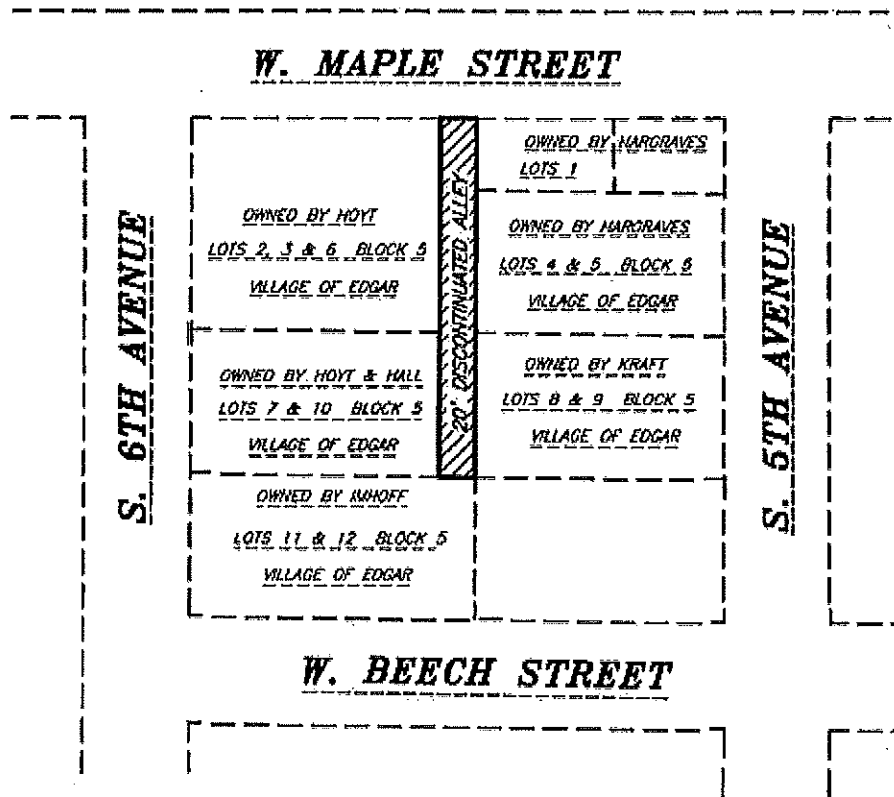 W. MAPLE STREET
OWNED BY HARGRAVES
LOTS 1
S. 6TH AVENUE
OWNED BY HOYT
LOTS 2, 3 & 6 BLOCK 5
VILLAGE OF EDGAR
20' DISCONTINUATED ALLEY
OWNED BY HARGRAVES
LOTS 4 & 5 BLOCK 5
VILLAGE OF EDGAR
S. 5TH AVENUE
OWNED BY HOYT & HALL
LOTS 7 & 10 BLOCK 5
VILLAGE OF EDGAR
OWNED BY KRAFT
LOTS 8 & 9 BLOCK 5
VILLAGE OF EDGAR
OWNED BY IMHOFF
LOTS 11 & 12 BLOCK 5
VILLAGE OF EDGAR
W. BEECH STREET